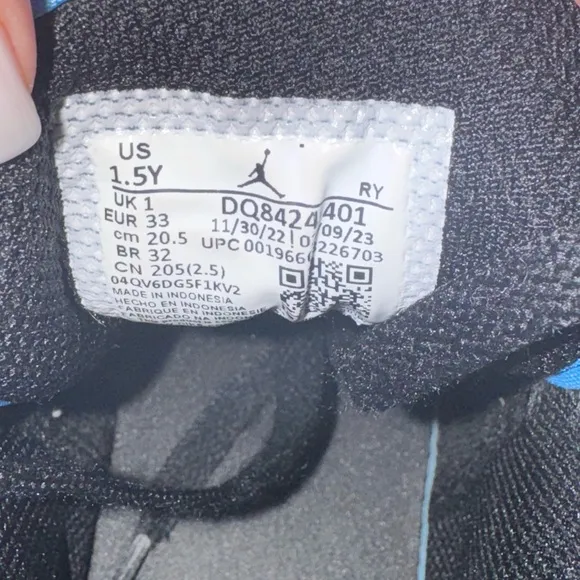 US
1.5Y
RY
UK 1
DQ8424 401
EUR 33
11/30/22 09/23
cm 20.5
BR 32
UPC 226703
CN 205(2.5)
04QV6DG5F1KV2
MADE IN INDONESIA
HECHO EN INDONESIA
FABRIQUE EN INDONESIE
FABRICADO NA INDONESIA